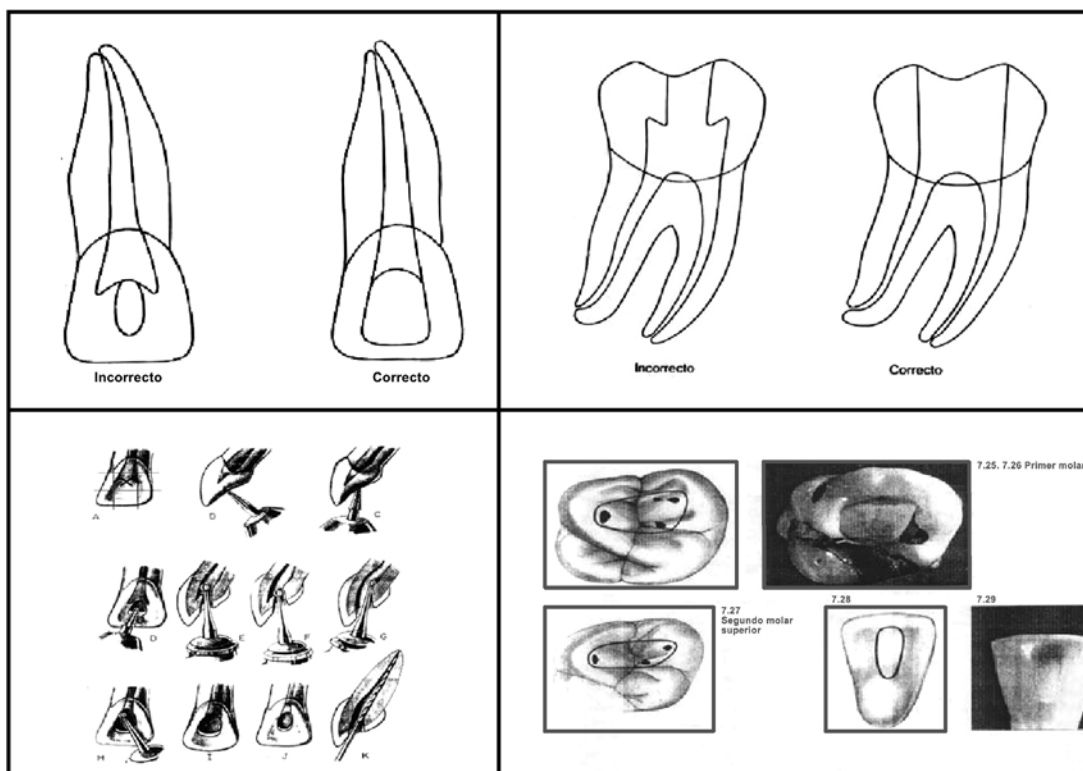 Incorrecto
Correcto
Incorrecto
Correcto
A
D
C
D
E
F
G
H
I
J
K
7.25. 7.26 Primer molar
7.27
Segundo molar
superior
7.28
7.29